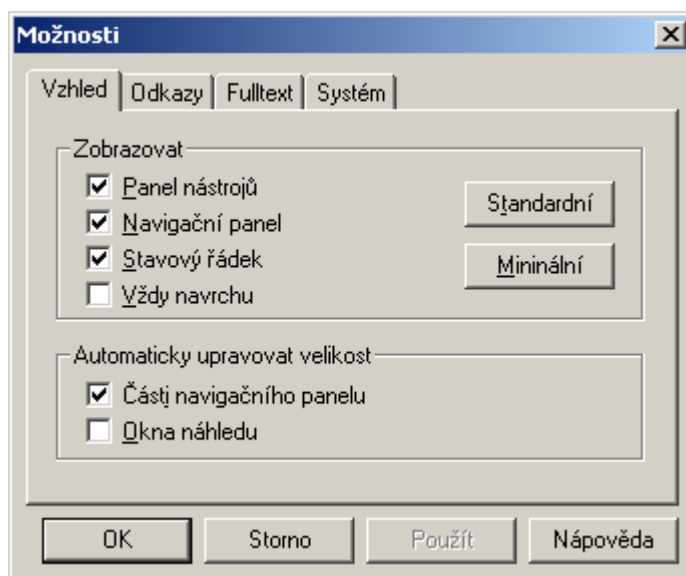 Možnosti
Vzhled Odkazy Fulltext Systém
Zobrazovat
Panel nástrojů
Navigační panel
Stavový řádek
Vždy navrchu
Standardní
Mininální
Automaticky upravovat velikost
Části navigačního panelu
Okna náhledu
OK Storno Použít Nápověda